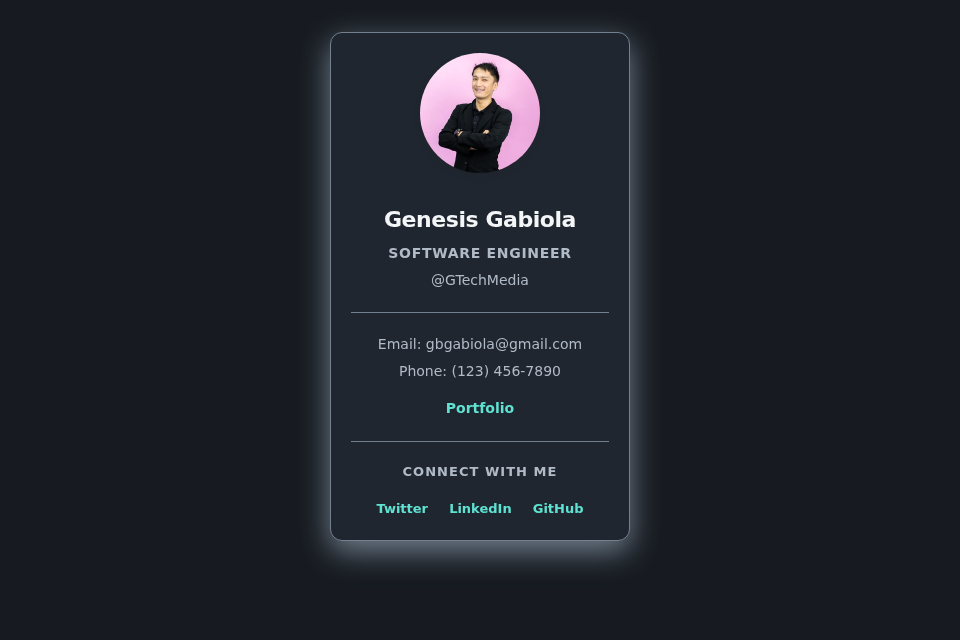 Genesis Gabiola
SOFTWARE ENGINEER
@GTechMedia
Email: gbgabiola@gmail.com
Phone: (123) 456-7890
Portfolio
CONNECT WITH ME
Twitter LinkedIn GitHub